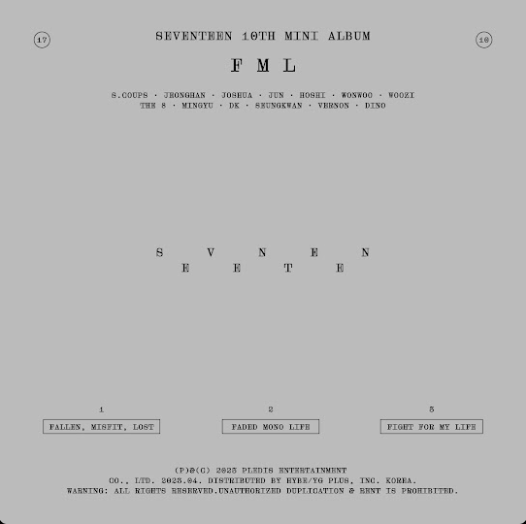 17
SEVENTEEN 10TH MINI ALBUM
10
F M L
S.COUPS · JEONGHAN · JOSHUA · JUN · HOSHI · WONWOO · WOOZI
THE 8 · MINGYU · DK · SEUNGKWAN · VERNON · DINO
S V N E N
E E T E
1
2
5
FALLEN, MISFIT, LOST
FADED MONO LIFE
FIGHT FOR MY LIFE
(P)&(C) 2023 PLEDIS ENTERTAINMENT
CO., LTD. 2023.04. DISTRIBUTED BY HYBE/YG PLUS, INC. KOREA.
WARNING: ALL RIGHTS RESERVED.UNAUTHORIZED DUPLICATION & RENT IS PROHIBITED.